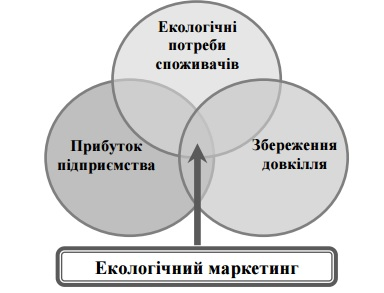 Екологічні
потреби
споживачів
Прибуток
підприємства
Збереження
довкілля
Екологічний маркетинг